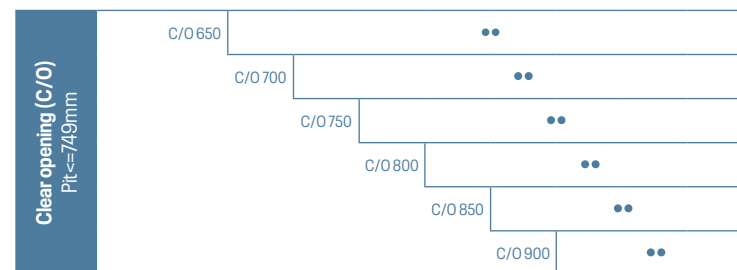 Clear opening (C/O)
Pit<=749mm
C/O 650 ●●
C/O 700 ●●
C/O 750 ●●
C/O 800 ●●
C/O 850 ●●
C/O 900 ●●